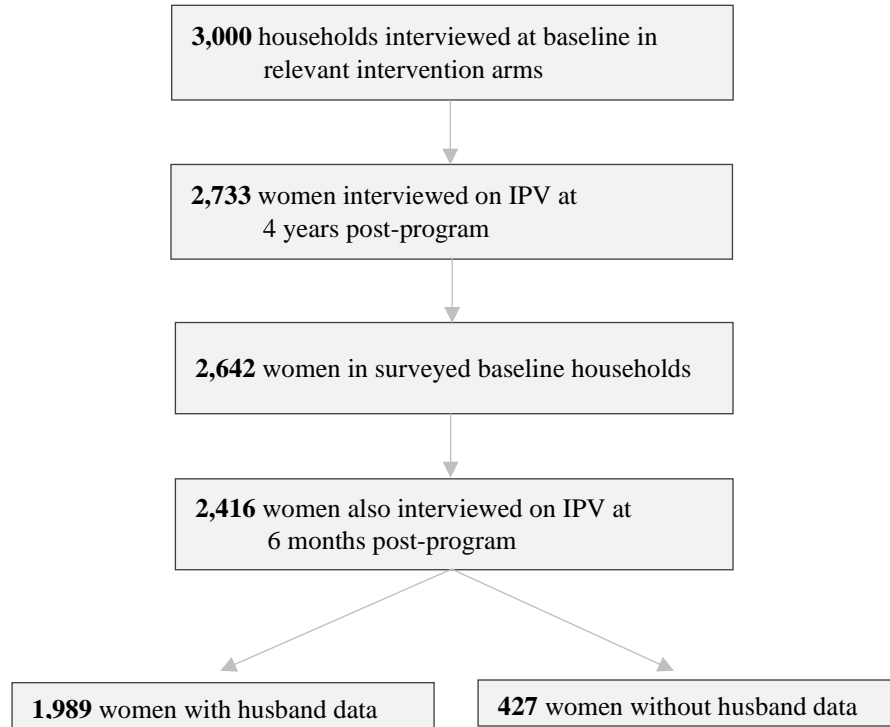 3,000 households interviewed at baseline in
relevant intervention arms
2,733 women interviewed on IPV at
4 years post-program
2,642 women in surveyed baseline households
2,416 women also interviewed on IPV at
6 months post-program
1,989 women with husband data
427 women without husband data